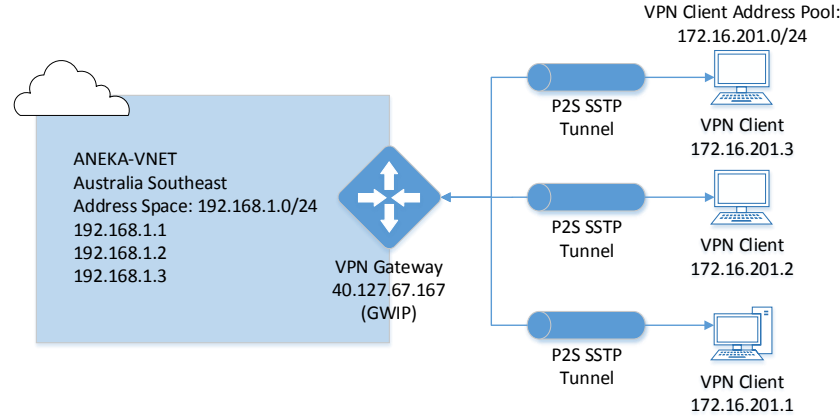 VPN Client Address Pool:
172.16.201.0/24
P2S SSTP
Tunnel
VPN Client
172.16.201.3
ANEKA-VNET
Australia Southeast
Address Space: 192.168.1.0/24
192.168.1.1
192.168.1.2
192.168.1.3
VPN Gateway
40.127.67.167
(GWIP)
P2S SSTP
Tunnel
VPN Client
172.16.201.2
P2S SSTP
Tunnel
VPN Client
172.16.201.1